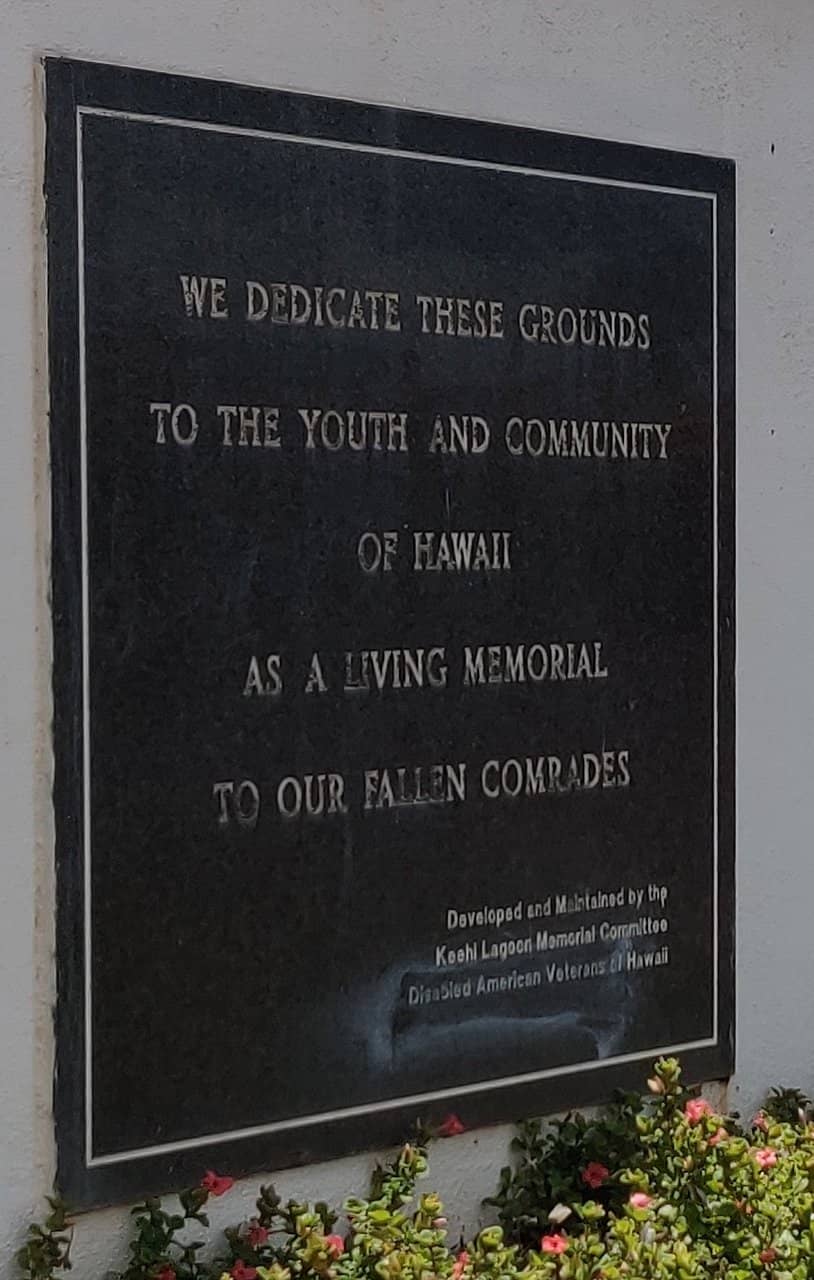 WE DEDICATE THESE GROUNDS
TO THE YOUTH AND COMMUNITY
OF HAWAII
AS A LIVING MEMORIAL
TO OUR FALLEN COMRADES
Developed and Maintained by the
Keehi Lagoon Memorial Committee
Disabled American Veterans of Hawaii